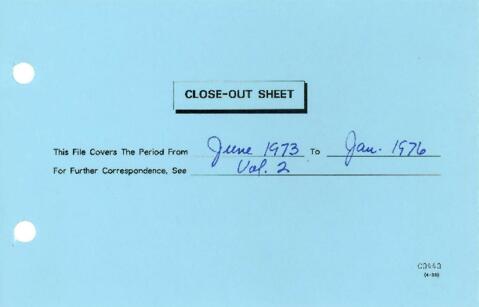 CLOSE-OUT SHEET
This File Covers The Period From June 1973 To Jan. 1976
For Further Correspondence, See Vol. 2